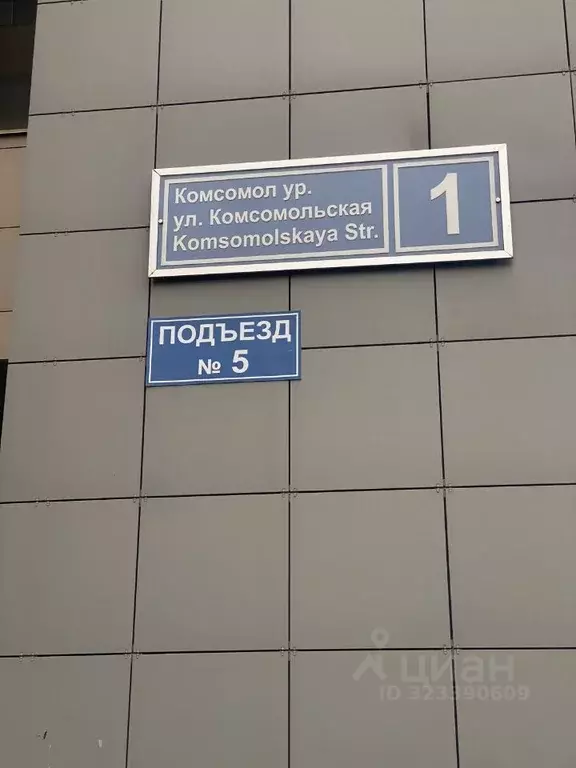 Комсомол ур.
ул. Комсомольская
Komsomolskaya Str.
1
ПОДЪЕЗД
№ 5
циан
ID 323390609